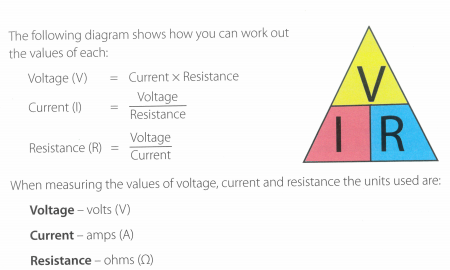 The following diagram shows how you can work out
the values of each:
Voltage (V) = Current × Resistance
Current (I) = Voltage
Resistance
Resistance (R) = Voltage
Current
V
I R
When measuring the values of voltage, current and resistance the units used are:
Voltage – volts (V)
Current – amps (A)
Resistance – ohms (Ω)